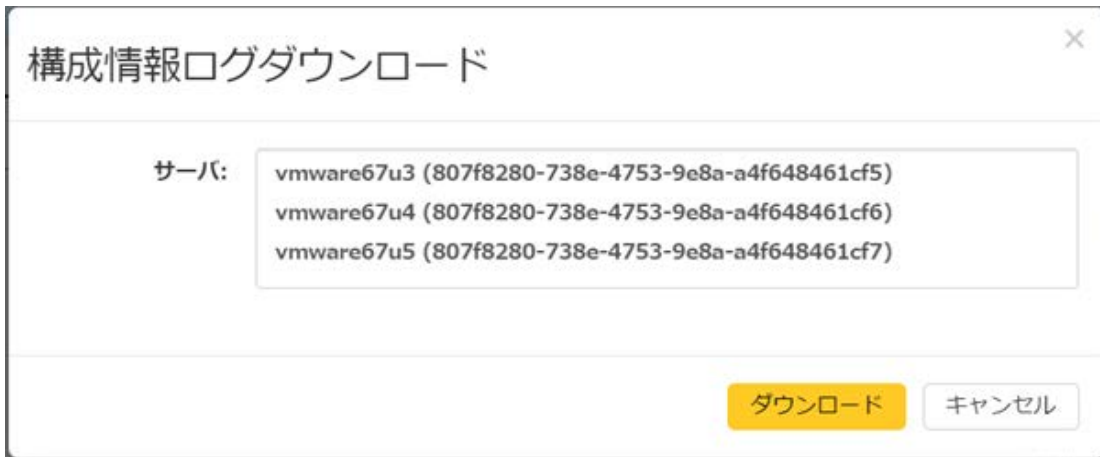 構成情報ログダウンロード
サーバ:
vmware67u3 (807f8280-738e-4753-9e8a-a4f648461cf5)
vmware67u4 (807f8280-738e-4753-9e8a-a4f648461cf6)
vmware67u5 (807f8280-738e-4753-9e8a-a4f648461cf7)
ダウンロード
キャンセル